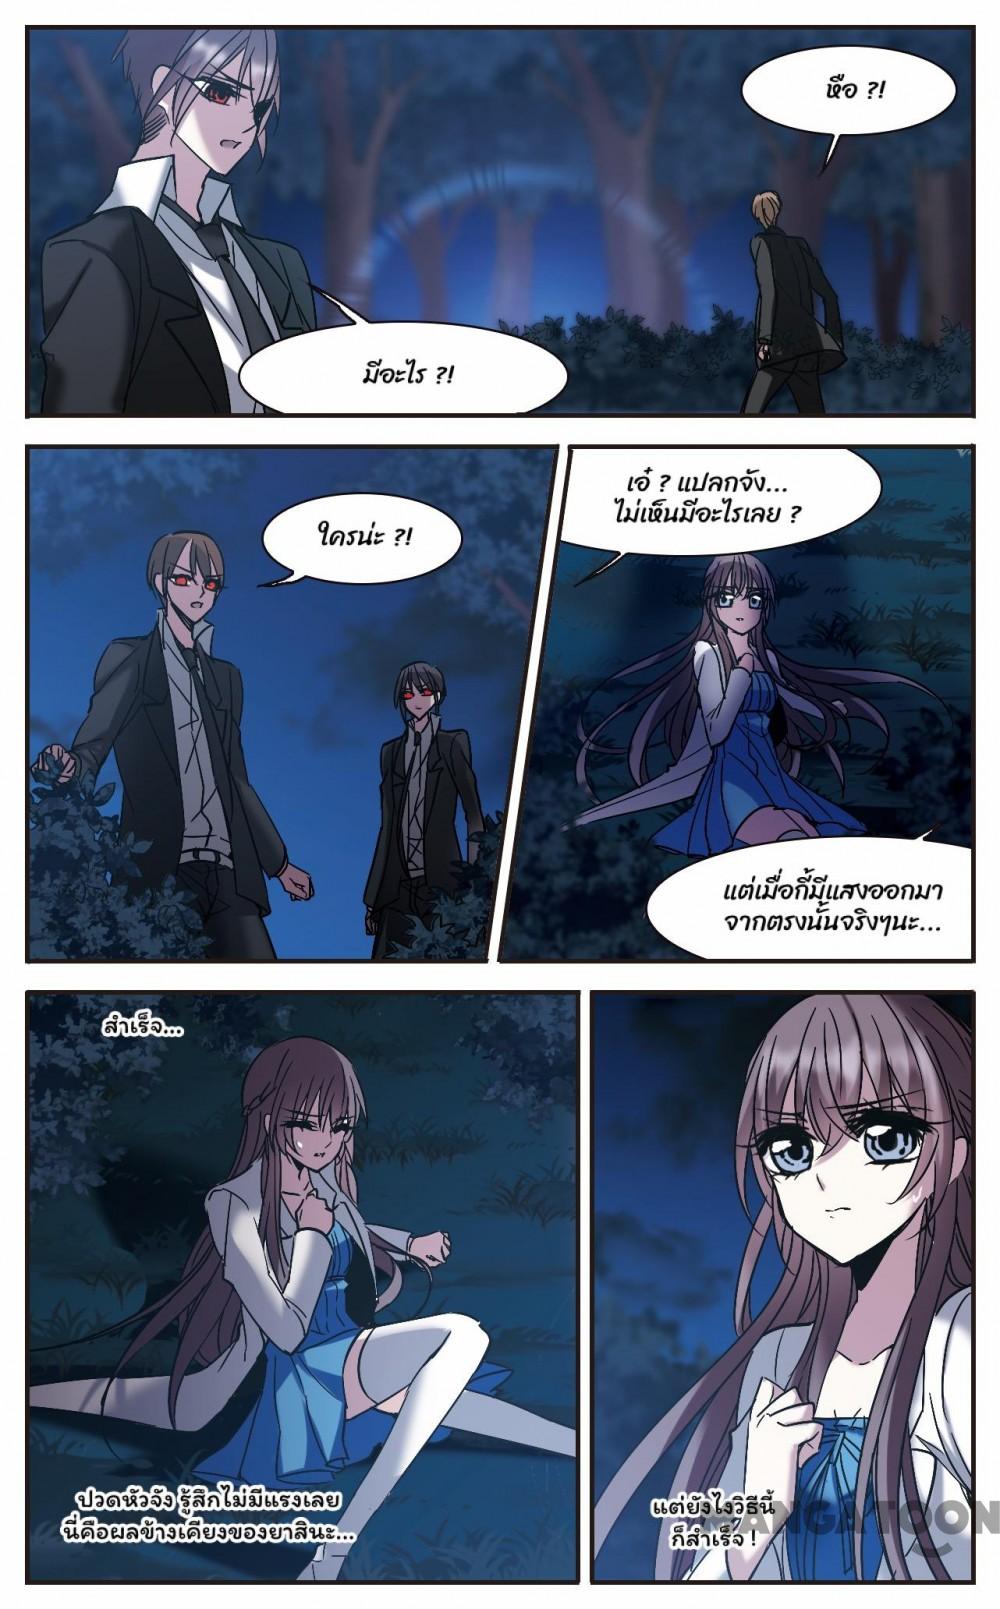 หือ ?!
มีอะไร ?!
ใครน่ะ ?!
เอ๋ ? แปลกจัง...
ไม่เห็นมีอะไรเลย ?
แต่เมื่อกี้มีแสงออกมา
จากตรงนั้นจริงๆนะ...
สำเร็จ...
ปวดหัวจัง รู้สึกไม่มีแรงเลย
นี่คือผลข้างเคียงของยาสินะ...
แต่ยังไงวิธีนี้
ก็สำเร็จ !
MANGATOON